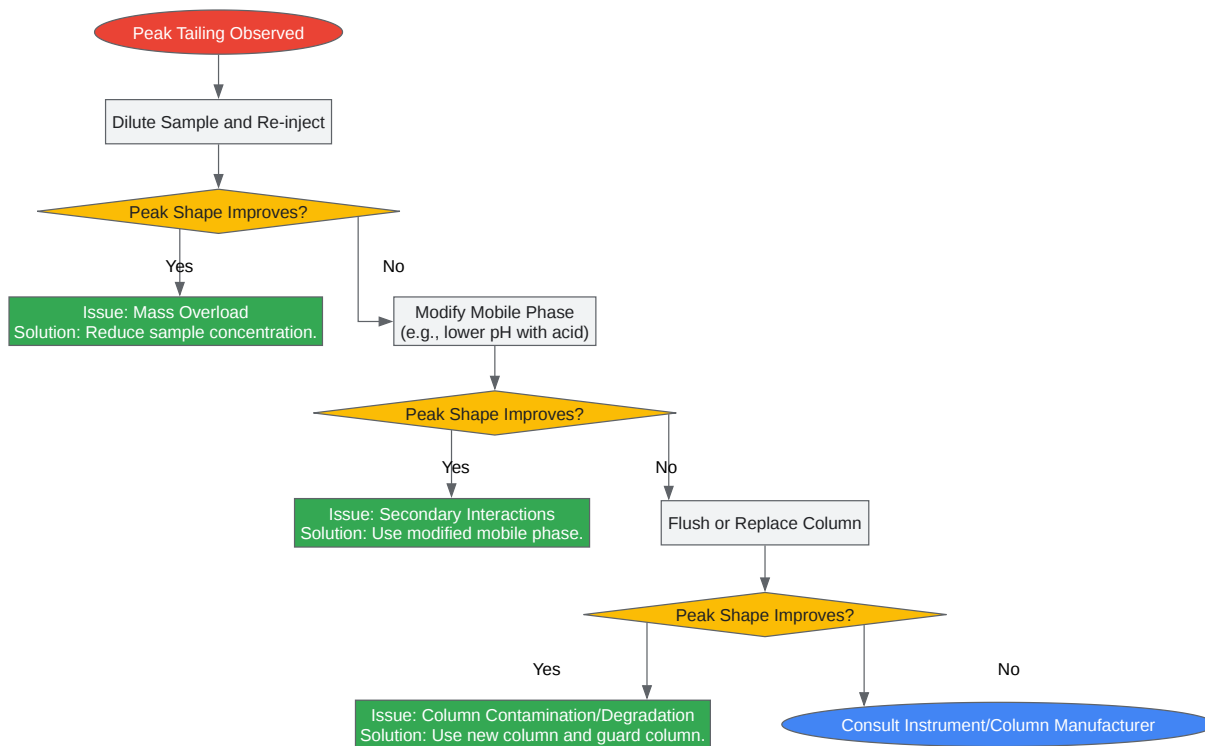 Peak Tailing Observed
Dilute Sample and Re-inject
Peak Shape Improves?
Yes
No
Issue: Mass Overload
Solution: Reduce sample concentration.
Modify Mobile Phase
(e.g., lower pH with acid)
Peak Shape Improves?
Yes
No
Issue: Secondary Interactions
Solution: Use modified mobile phase.
Flush or Replace Column
Peak Shape Improves?
Yes
No
Issue: Column Contamination/Degradation
Solution: Use new column and guard column.
Consult Instrument/Column Manufacturer